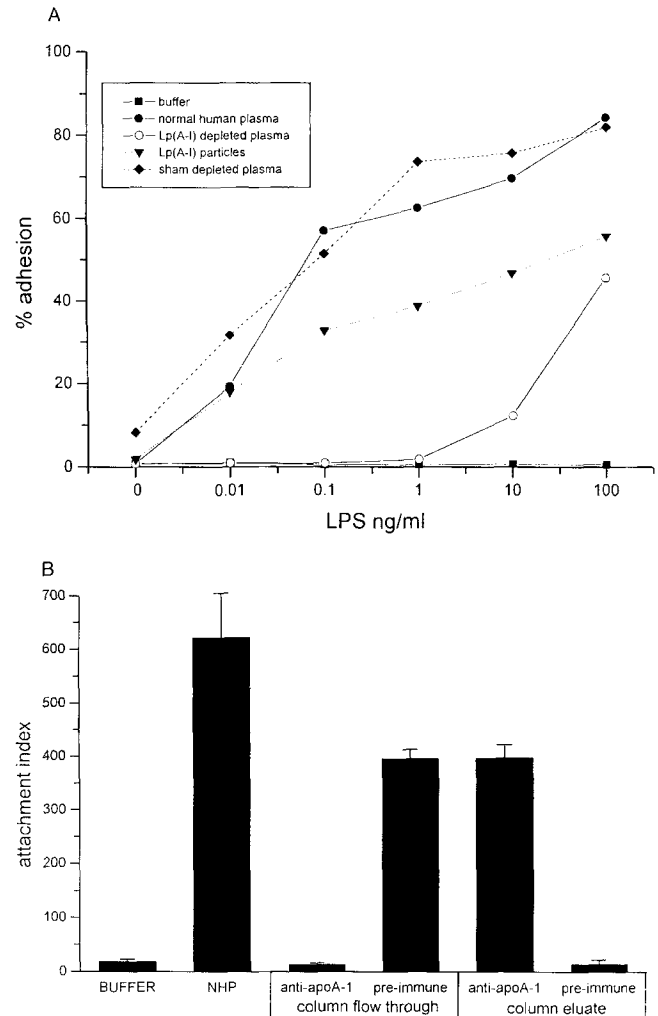 A
100
80
60
40
20
0
% adhesion
buffer
normal human plasma
Lp(A-I) depleted plasma
Lp(A-I) particles
sham depleted plasma
0 0.01 0.1 1 10 100
LPS ng/ml
B
700
600
500
400
300
200
100
0
attachment index
BUFFER NHP anti-apoA-1 pre-immune anti-apoA-1 pre-immune
column flow through column eluate